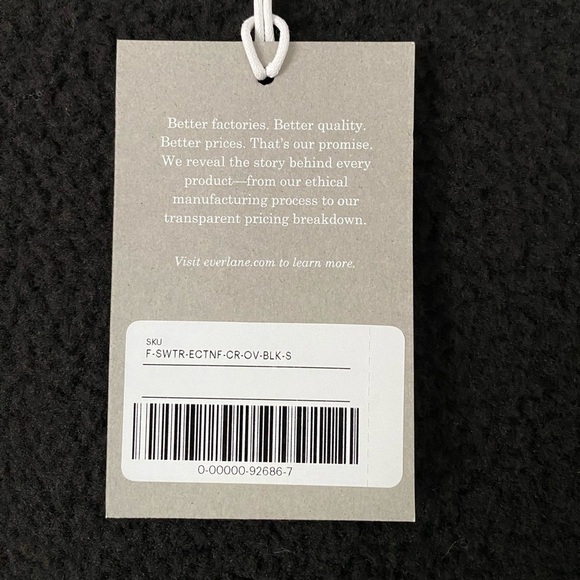 Better factories. Better quality.
Better prices. That's our promise.
We reveal the story behind every
product—from our ethical
manufacturing process to our
transparent pricing breakdown.
Visit everlane.com to learn more.
SKU
F-SWTR-ECTNF-CR-OV-BLK-S
0-00000-92686-7